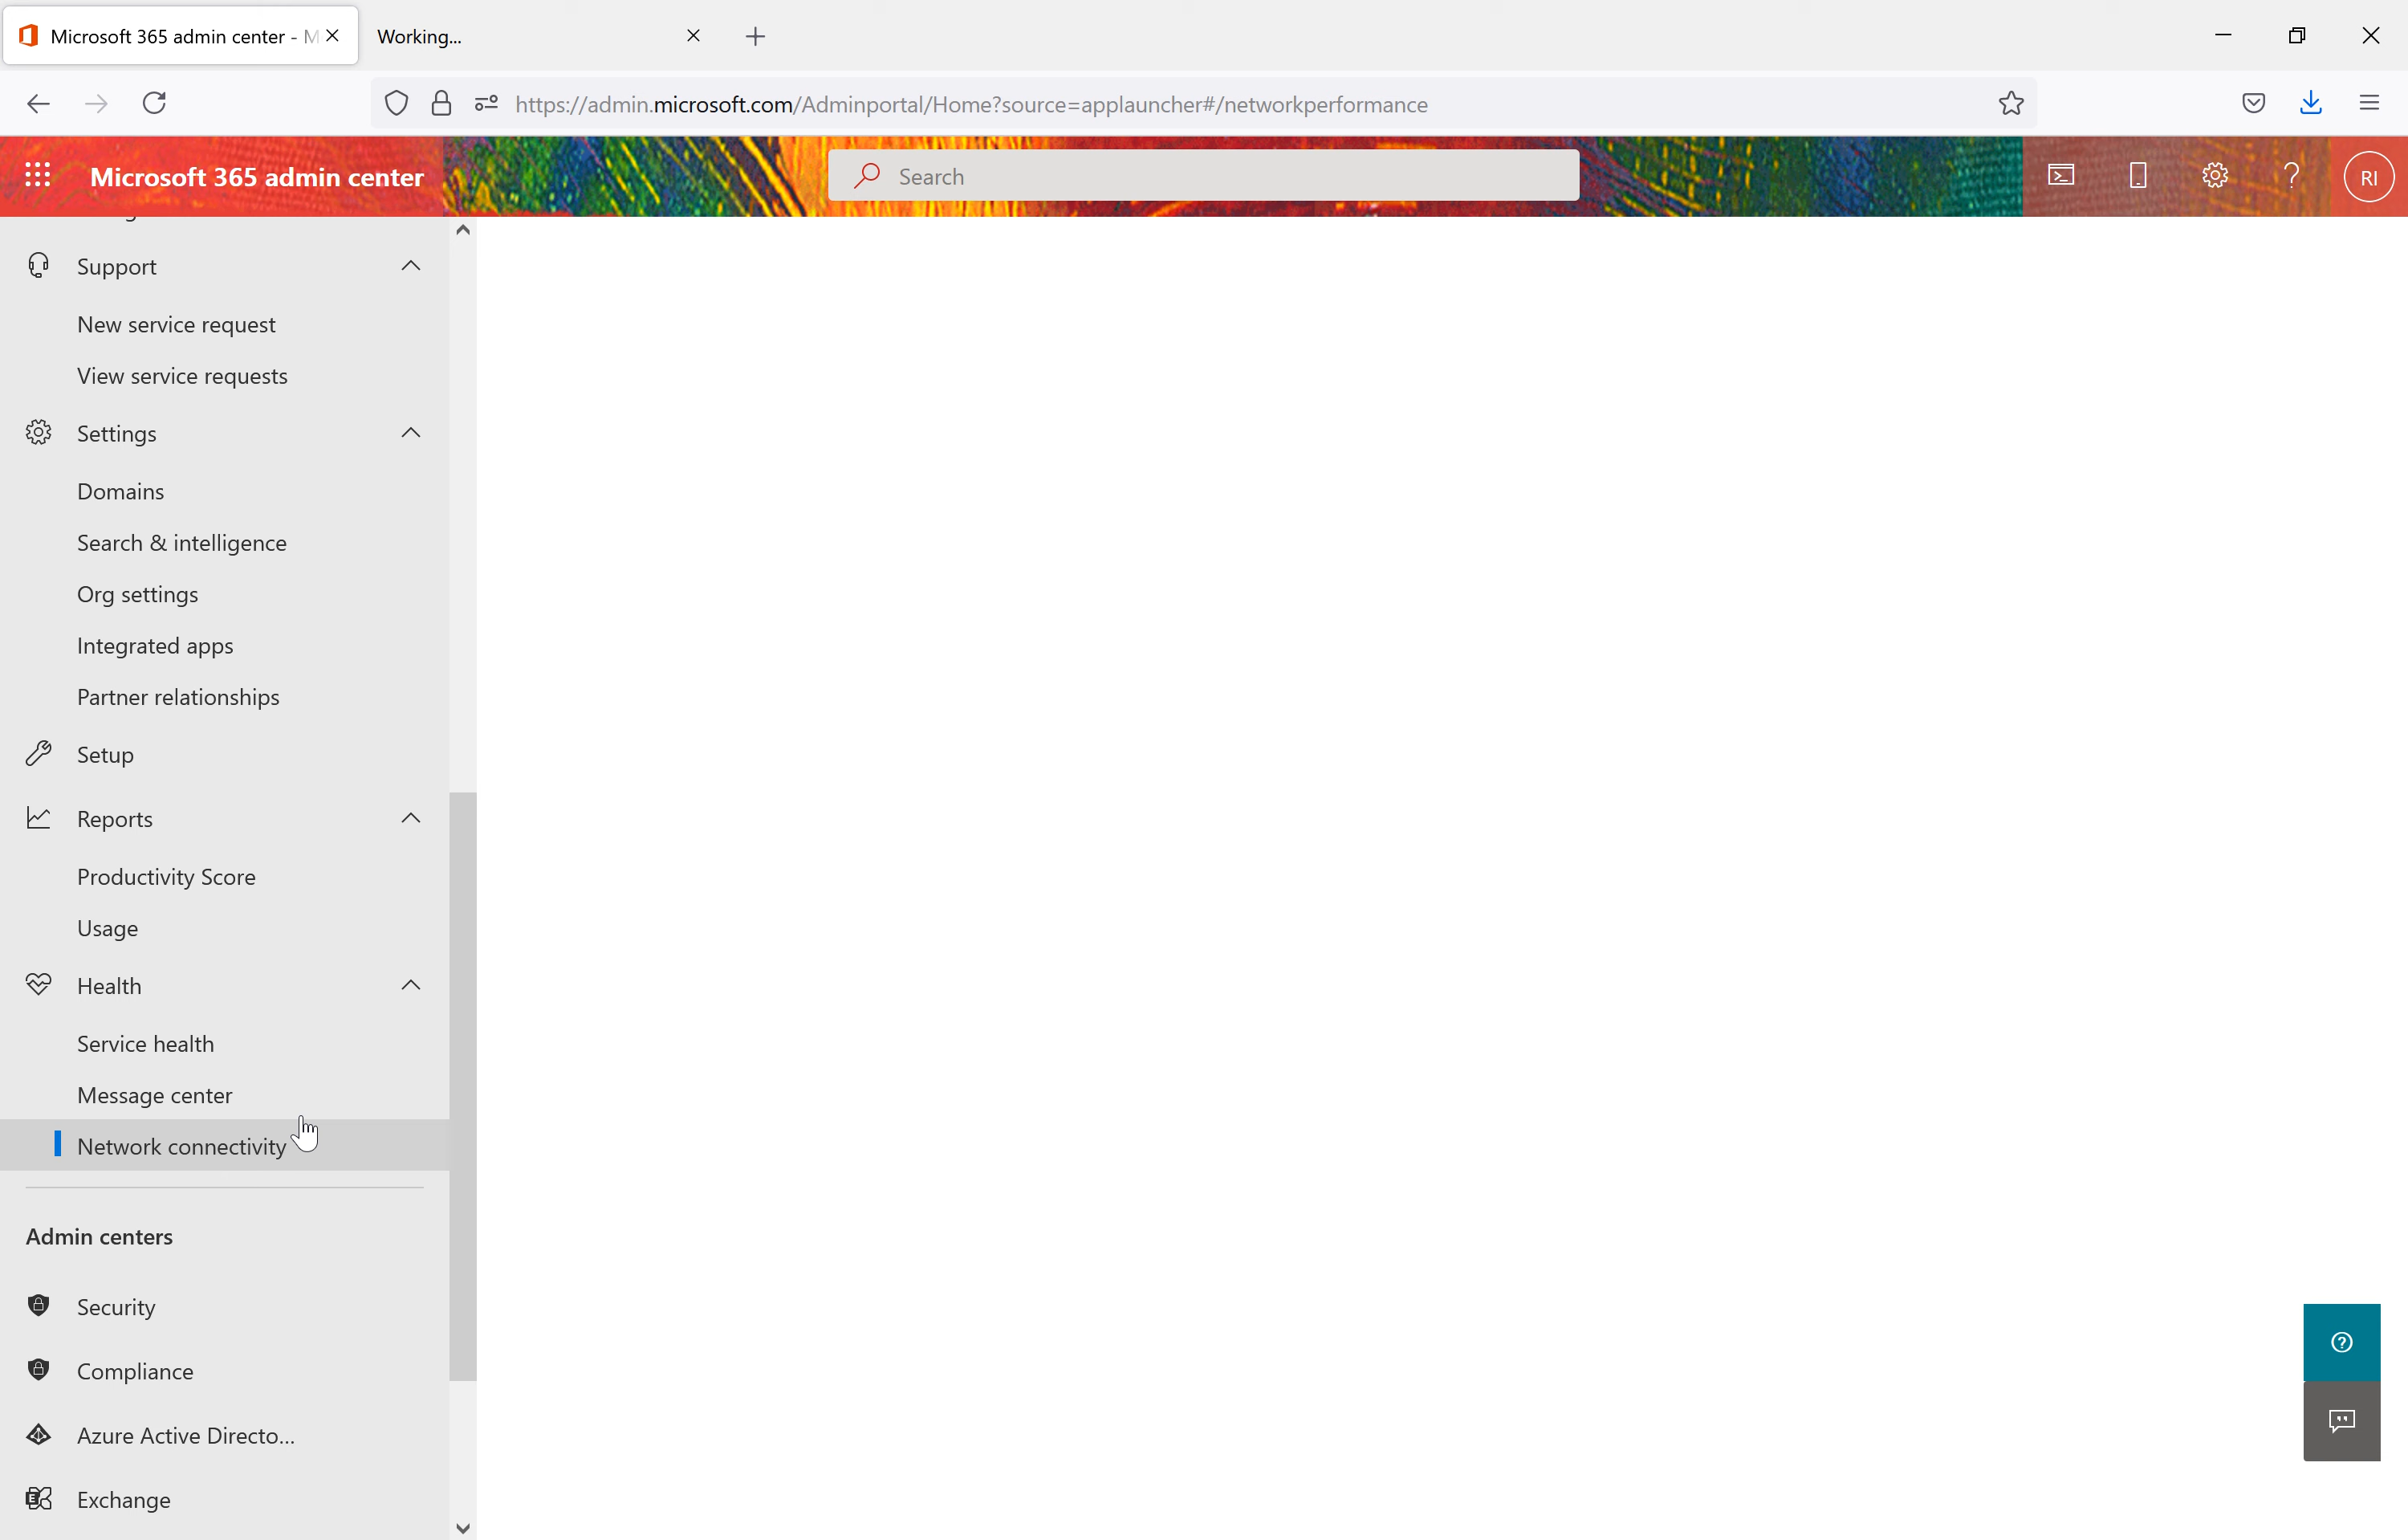 Microsoft 365 admin center - M
Working...
https://admin.microsoft.com/Adminportal/Home?source=applauncher#/networkperformance
Microsoft 365 admin center
Search
RI
Support
New service request
View service requests
Settings
Domains
Search & intelligence
Org settings
Integrated apps
Partner relationships
Setup
Reports
Productivity Score
Usage
Health
Service health
Message center
Network connectivity
Admin centers
Security
Compliance
Azure Active Directo...
Exchange